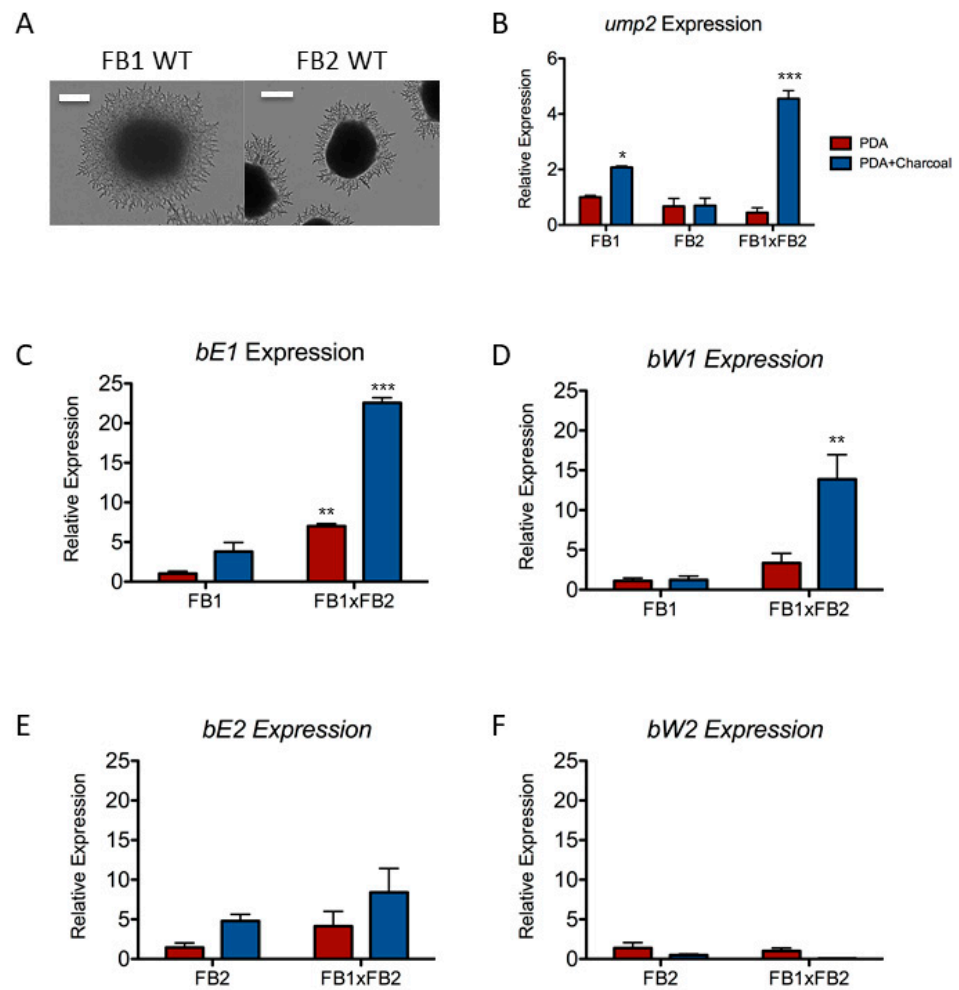 A
FB1 WT
FB2 WT
B
ump2 Expression
Relative Expression
6
4
2
0
*
***
FB1
FB2
FB1xFB2
PDA
PDA+Charcoal
C
bE1 Expression
Relative Expression
25
20
15
10
5
0
**
***
FB1
FB1xFB2
D
bW1 Expression
Relative Expression
25
20
15
10
5
0
**
FB1
FB1xFB2
E
bE2 Expression
Relative Expression
25
20
15
10
5
0
FB2
FB1xFB2
F
bW2 Expression
Relative Expression
25
20
15
10
5
0
FB2
FB1xFB2